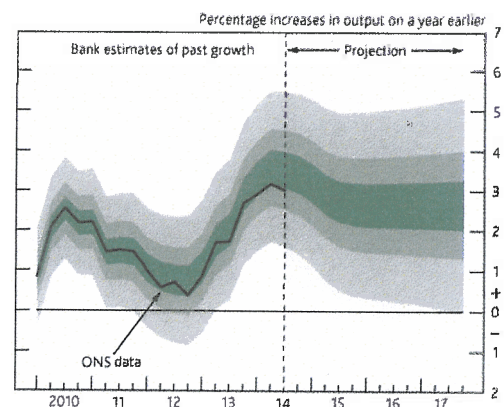 Percentage increases in output on a year earlier
Bank estimates of past growth
Projection
7
6
5
4
3
2
1
+
0
–
1
2
ONS data
2010 11 12 13 14 15 16 17